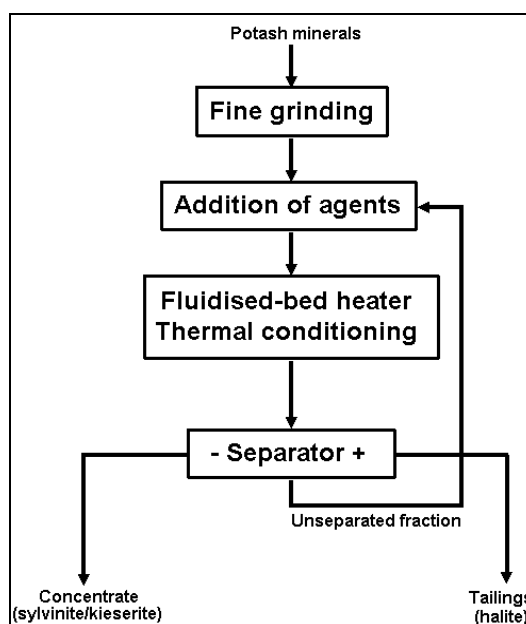 Potash minerals
Fine grinding
Addition of agents
Fluidised-bed heater
Thermal conditioning
- Separator +
Unseparated fraction
Concentrate
(sylvinite/kieserite)
Tailings
(halite)